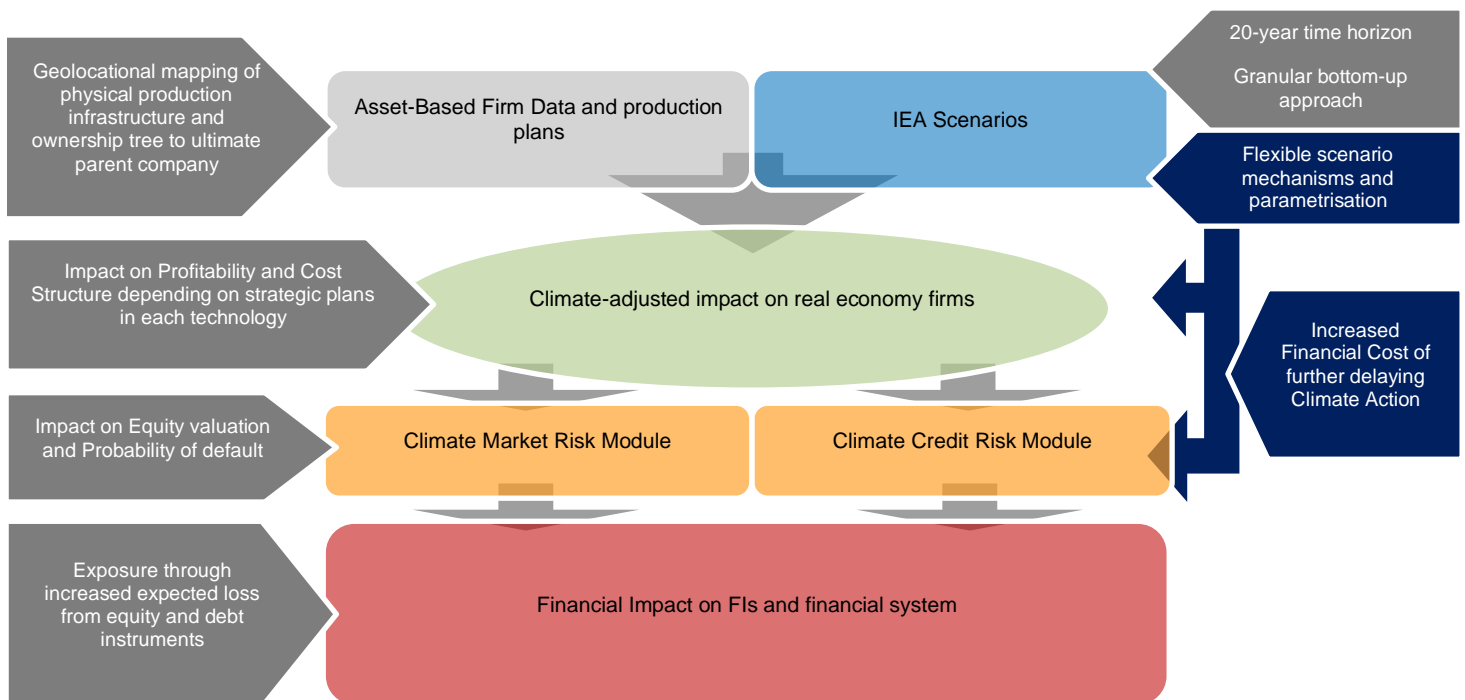 Geolocational mapping of
physical production
infrastructure and
ownership tree to ultimate
parent company
Asset-Based Firm Data and production
plans
IEA Scenarios
20-year time horizon
Granular bottom-up
approach
Flexible scenario
mechanisms and
parametrisation
Impact on Profitability and Cost
Structure depending on strategic plans
in each technology
Climate-adjusted impact on real economy firms
Increased
Financial Cost of
further delaying
Climate Action
Impact on Equity valuation
and Probability of default
Climate Market Risk Module
Climate Credit Risk Module
Exposure through
increased expected loss
from equity and debt
instruments
Financial Impact on FIs and financial system